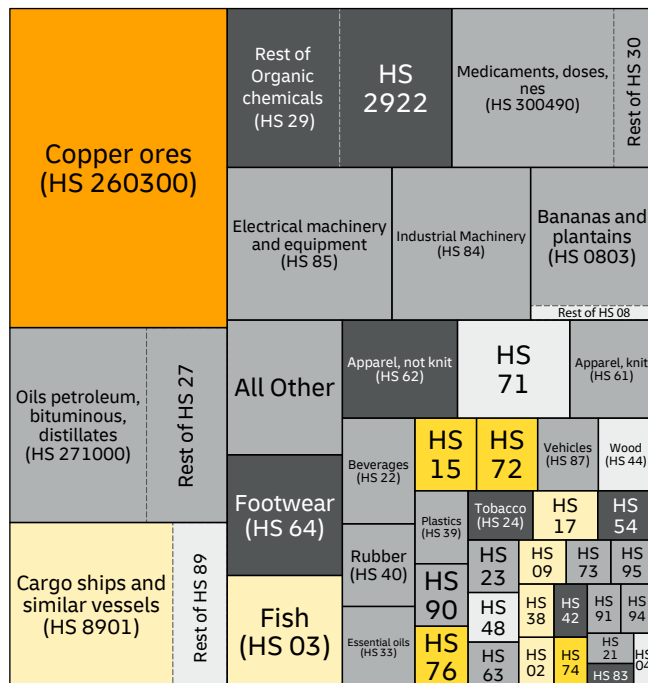 Copper ores
(HS 260300)
Rest of
Organic
chemicals
(HS 29)
HS
2922
Medicaments, doses,
nes
(HS 300490)
Rest of HS 30
Electrical machinery
and equipment
(HS 85)
Industrial Machinery
(HS 84)
Bananas and
plantains
(HS 0803)
Rest of HS 08
Oils petroleum,
bituminous,
distillates
(HS 271000)
Rest of HS 27
Cargo ships and
similar vessels
(HS 8901)
Rest of HS 89
All Other
Footwear
(HS 64)
Fish
(HS 03)
Apparel, not knit
(HS 62)
HS
71
Apparel, knit
(HS 61)
Beverages
(HS 22)
Rubber
(HS 40)
Essential oils
(HS 33)
HS
15
HS
72
Vehicles
(HS 87)
Wood
(HS 44)
Plastics
(HS 39)
HS
90
HS
76
Tobacco
(HS 24)
HS
17
HS
54
HS
23
HS
48
HS
63
HS
09
HS
73
HS
95
HS
38
HS
42
HS
91
HS
94
HS
02
HS
74
HS
21
HS 83
HS
04